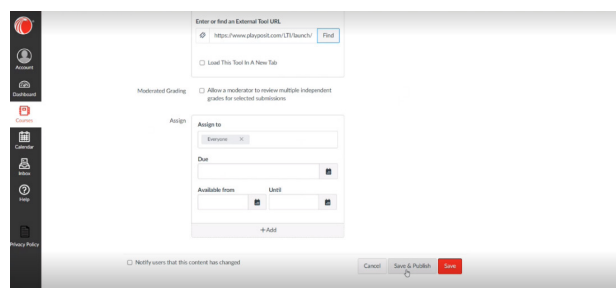 Enter or find an External Tool URL
https://www.playposit.com/LTI/launch/
Find
Load This Tool In A New Tab
Moderated Grading
Allow a moderator to review multiple independent
grades for selected submissions
Assign
Assign to
Everyone X
Due
Available from
Until
+Add
Notify users that this content has changed
Cancel
Save & Publish
Save
Account
Dashboard
Courses
Calendar
Inbox
Help
Privacy Policy